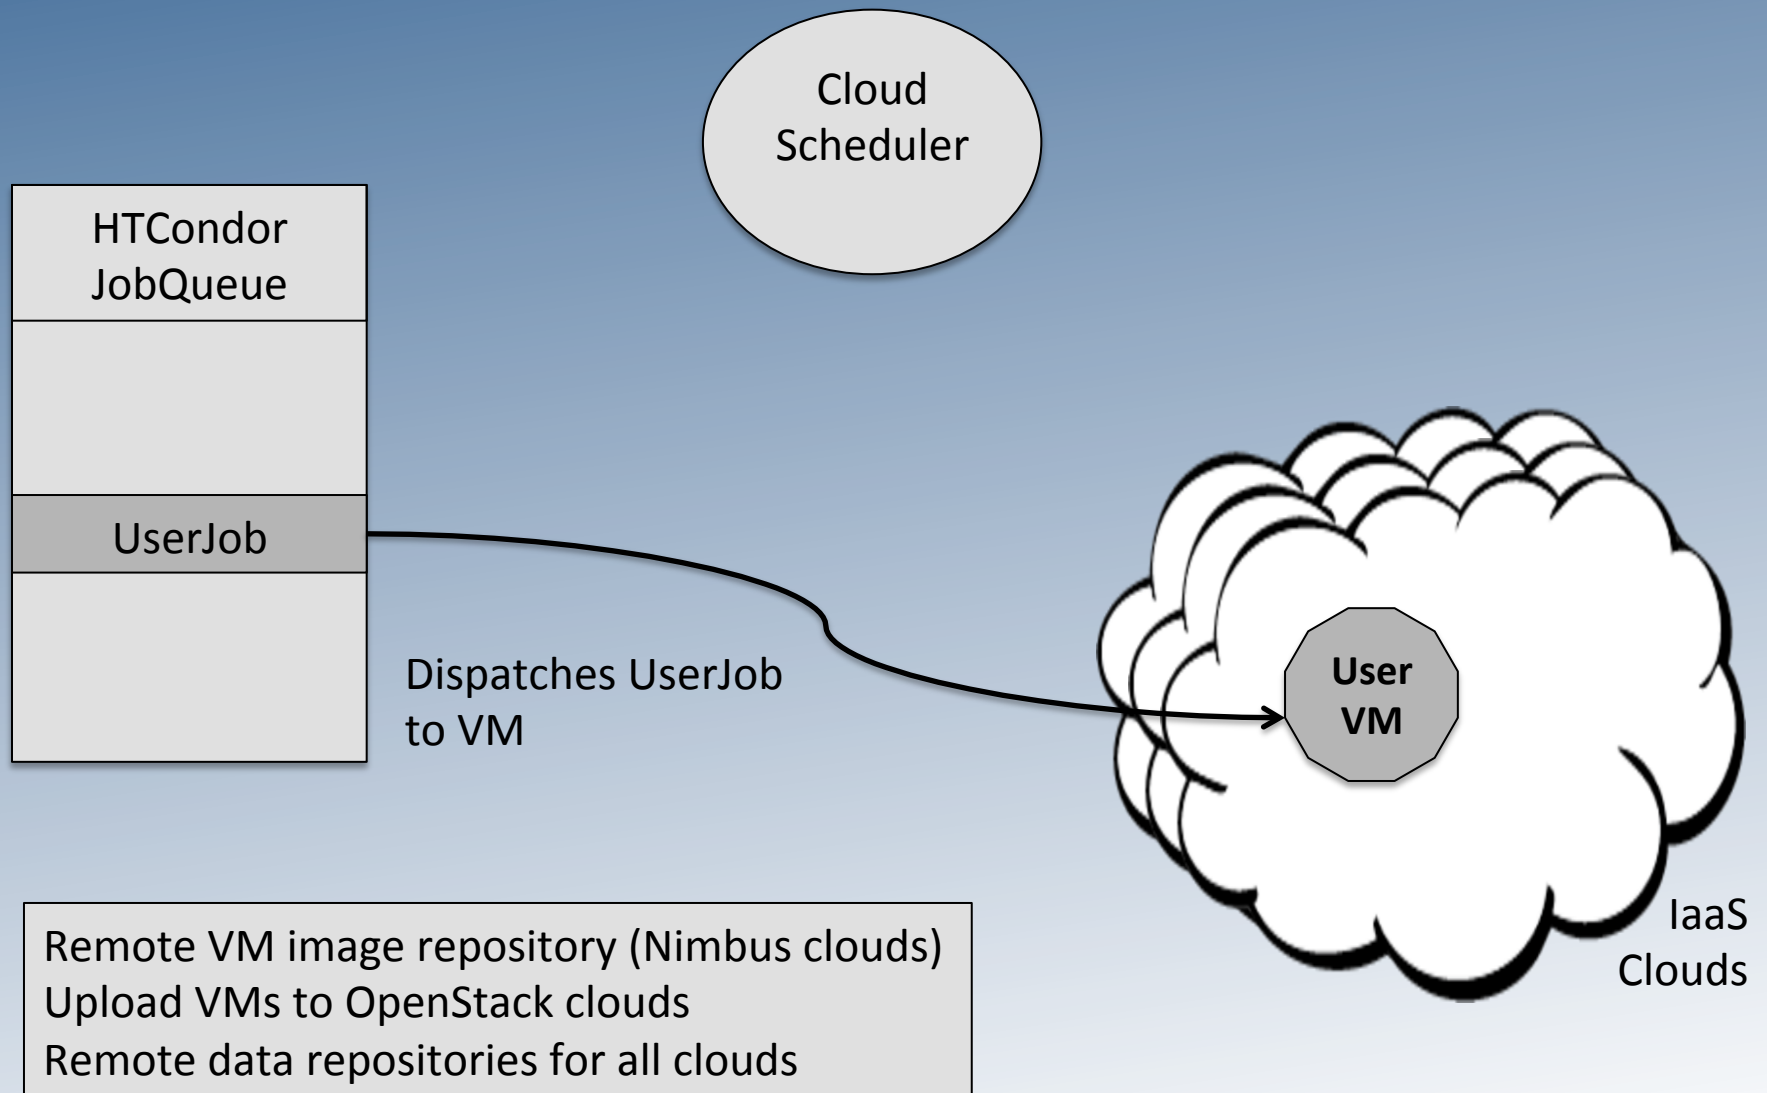 Cloud
Scheduler
HTCondor
JobQueue
UserJob
Dispatches UserJob
to VM
User
VM
IaaS
Clouds
Remote VM image repository (Nimbus clouds)
Upload VMs to OpenStack clouds
Remote data repositories for all clouds